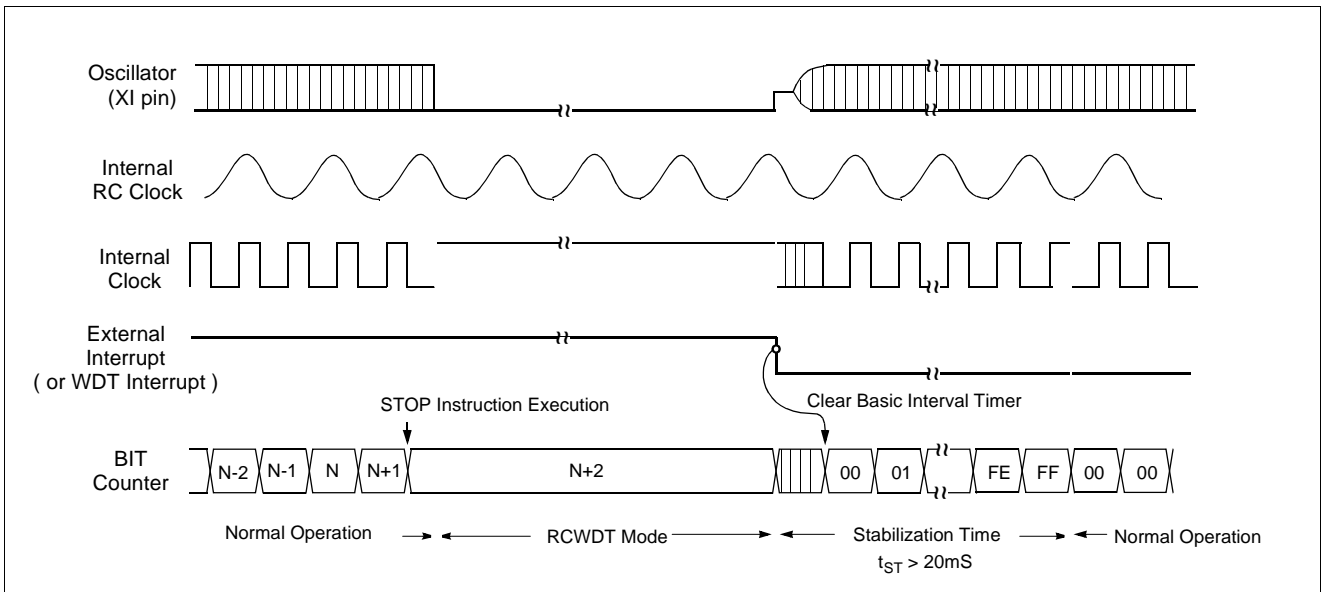 Oscillator
(XI pin)
Internal
RC Clock
Internal
Clock
External
Interrupt
( or WDT Interrupt )
STOP Instruction Execution
Clear Basic Interval Timer
BIT
Counter
N-2 N-1 N N+1 N+2 00 01 FE FF 00 00
Normal Operation RCWDT Mode Stabilization Time Normal Operation
tST > 20mS